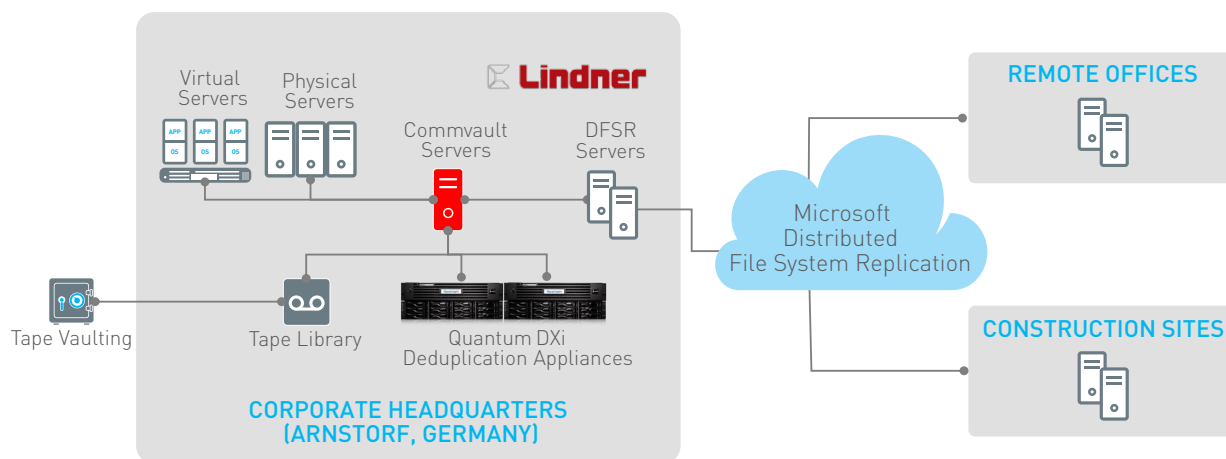 Lindner
REMOTE OFFICES
Virtual
Servers
Physical
Servers
APP
APP
APP
OS
OS
OS
Commvault
Servers
DFSR
Servers
Microsoft
Distributed
File System Replication
Tape Vaulting
Tape Library
Quantum DXi
Deduplication Appliances
CONSTRUCTION SITES
CORPORATE HEADQUARTERS
(ARNSTORF, GERMANY)